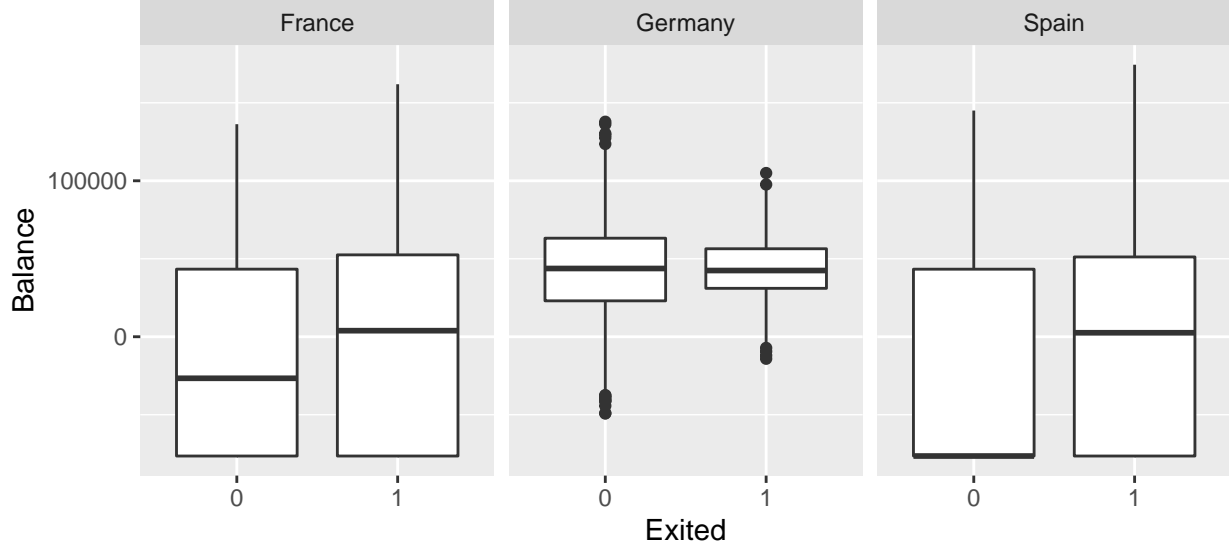 France Germany Spain
Balance
100000
0
0 1 0 1 0 1
Exited